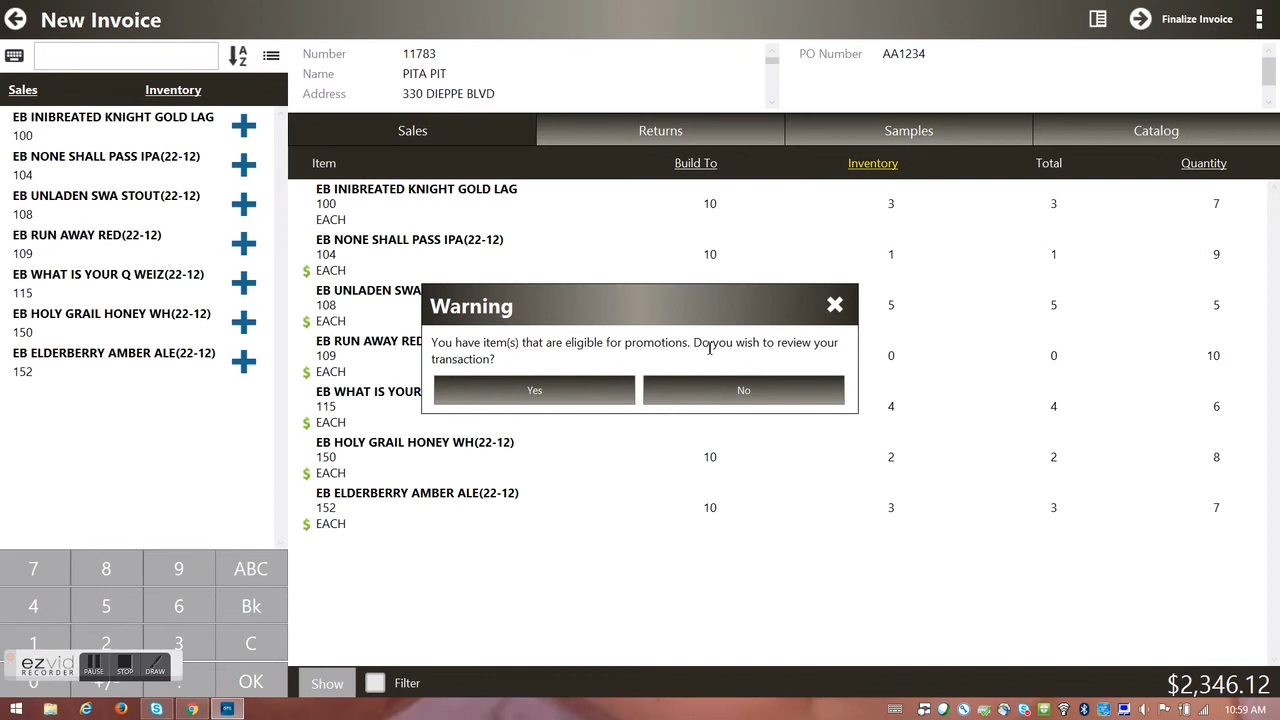 New Invoice
Finalize Invoice
A
Z
Number 11783
Name PITA PIT
Address 330 DIEPPE BLVD
PO Number AA1234
Sales Inventory
EB INIBREATED KNIGHT GOLD LAG
100
EB NONE SHALL PASS IPA(22-12)
104
EB UNLADEN SWA STOUT(22-12)
108
EB RUN AWAY RED(22-12)
109
EB WHAT IS YOUR Q WEIZ(22-12)
115
EB HOLY GRAIL HONEY WH(22-12)
150
EB ELDERBERRY AMBER ALE(22-12)
152
Sales Returns Samples Catalog
Item Build To Inventory Total Quantity
EB INIBREATED KNIGHT GOLD LAG
100 10 3 3 7
EACH
EB NONE SHALL PASS IPA(22-12)
104 10 1 1 9
$ EACH
EB UNLADEN SWA
108 5 5 5
$ EACH
EB RUN AWAY RED
109 0 0 10
$ EACH
EB WHAT IS YOUR
115 4 4 6
$ EACH
EB HOLY GRAIL HONEY WH(22-12)
150 10 2 2 8
$ EACH
EB ELDERBERRY AMBER ALE(22-12)
152 10 3 3 7
$ EACH
Warning
You have item(s) that are eligible for promotions. Do you wish to review your
transaction?
Yes No
7 8 9 ABC
4 5 6 Bk
1 2 3 C
0 +/- . OK
ezvid
RECORDER
PAUSE STOP DRAW
Show Filter
$2,346.12
10:59 AM